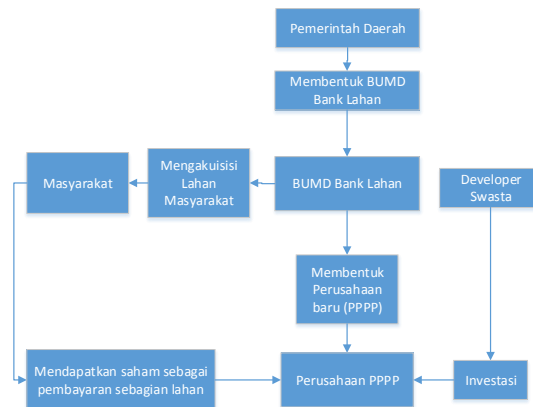 Pemerintah Daerah
Membentuk BUMD
Bank Lahan
Masyarakat
Mengakuisisi
Lahan
Masyarakat
BUMD Bank Lahan
Developer
Swasta
Membentuk
Perusahaan
baru (PPPP)
Mendapatkan saham sebagai
pembayaran sebagian lahan
Perusahaan PPPP
Investasi